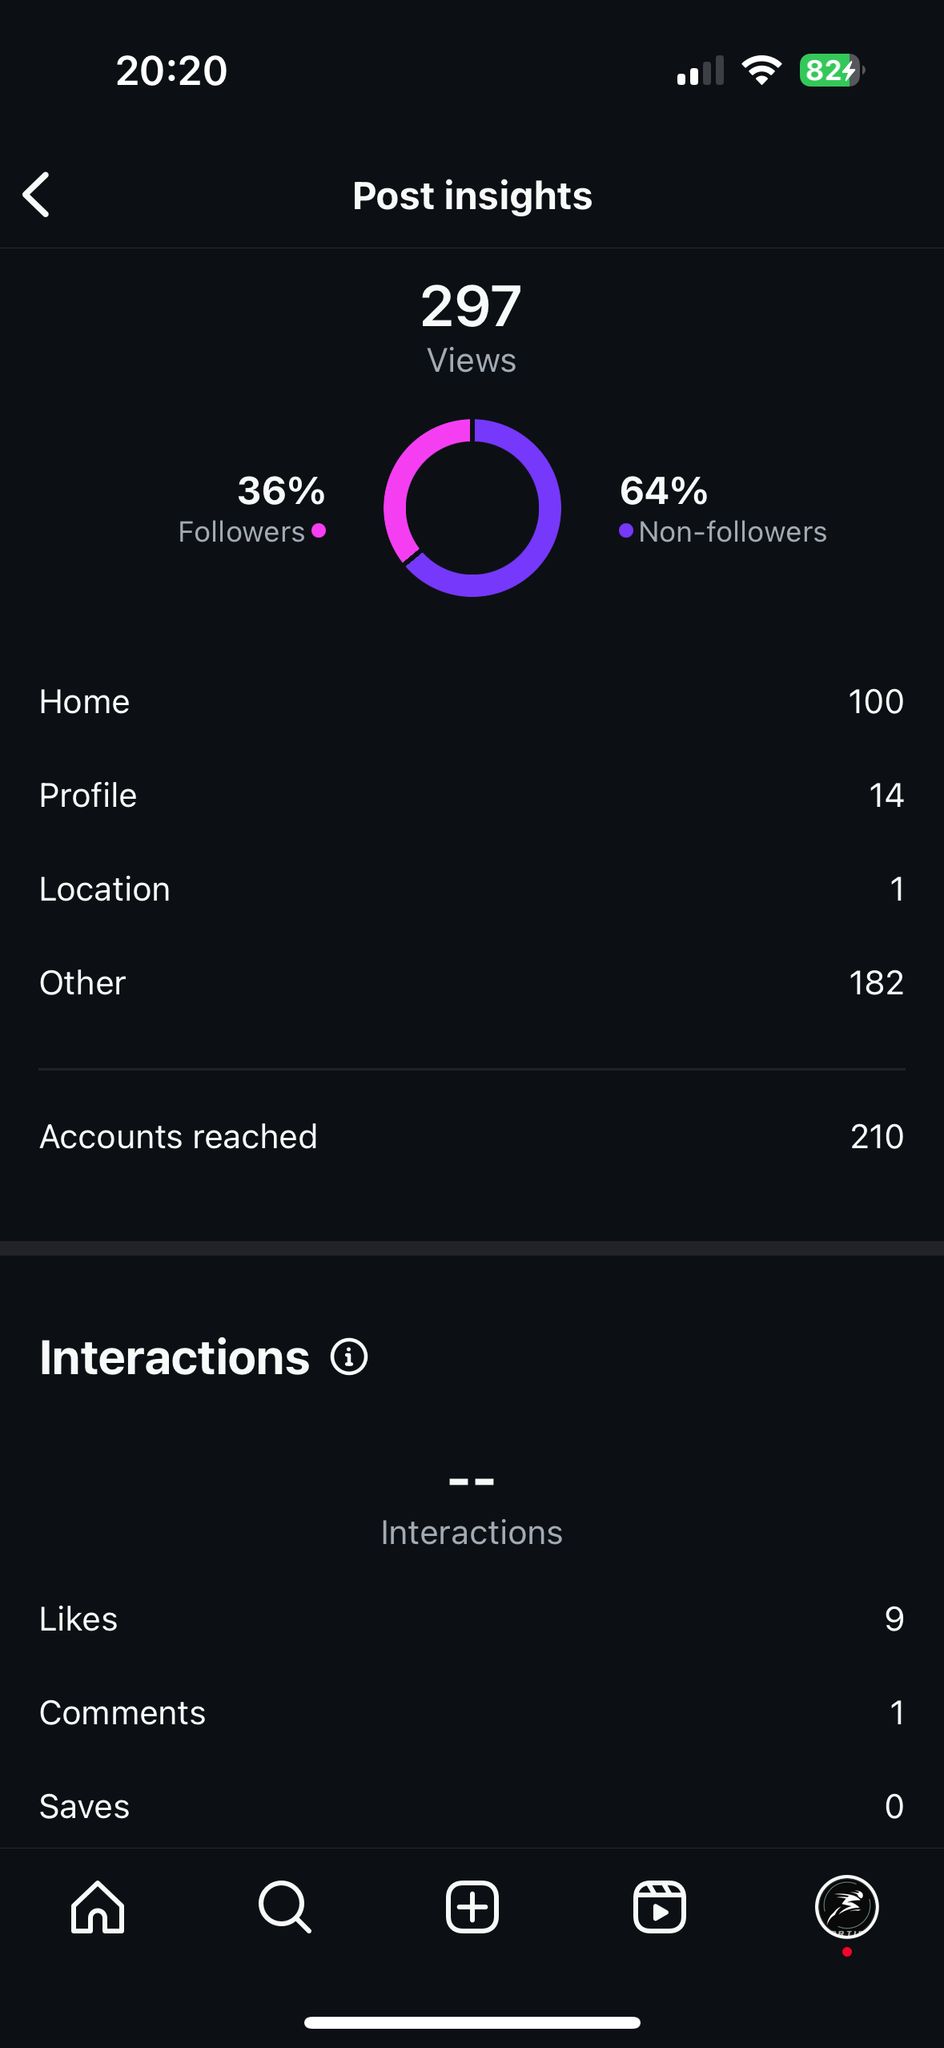 20:20
82
Post insights
297
Views
36%
Followers
64%
Non-followers
Home 100
Profile 14
Location 1
Other 182
Accounts reached 210
Interactions
--
Interactions
Likes 9
Comments 1
Saves 0